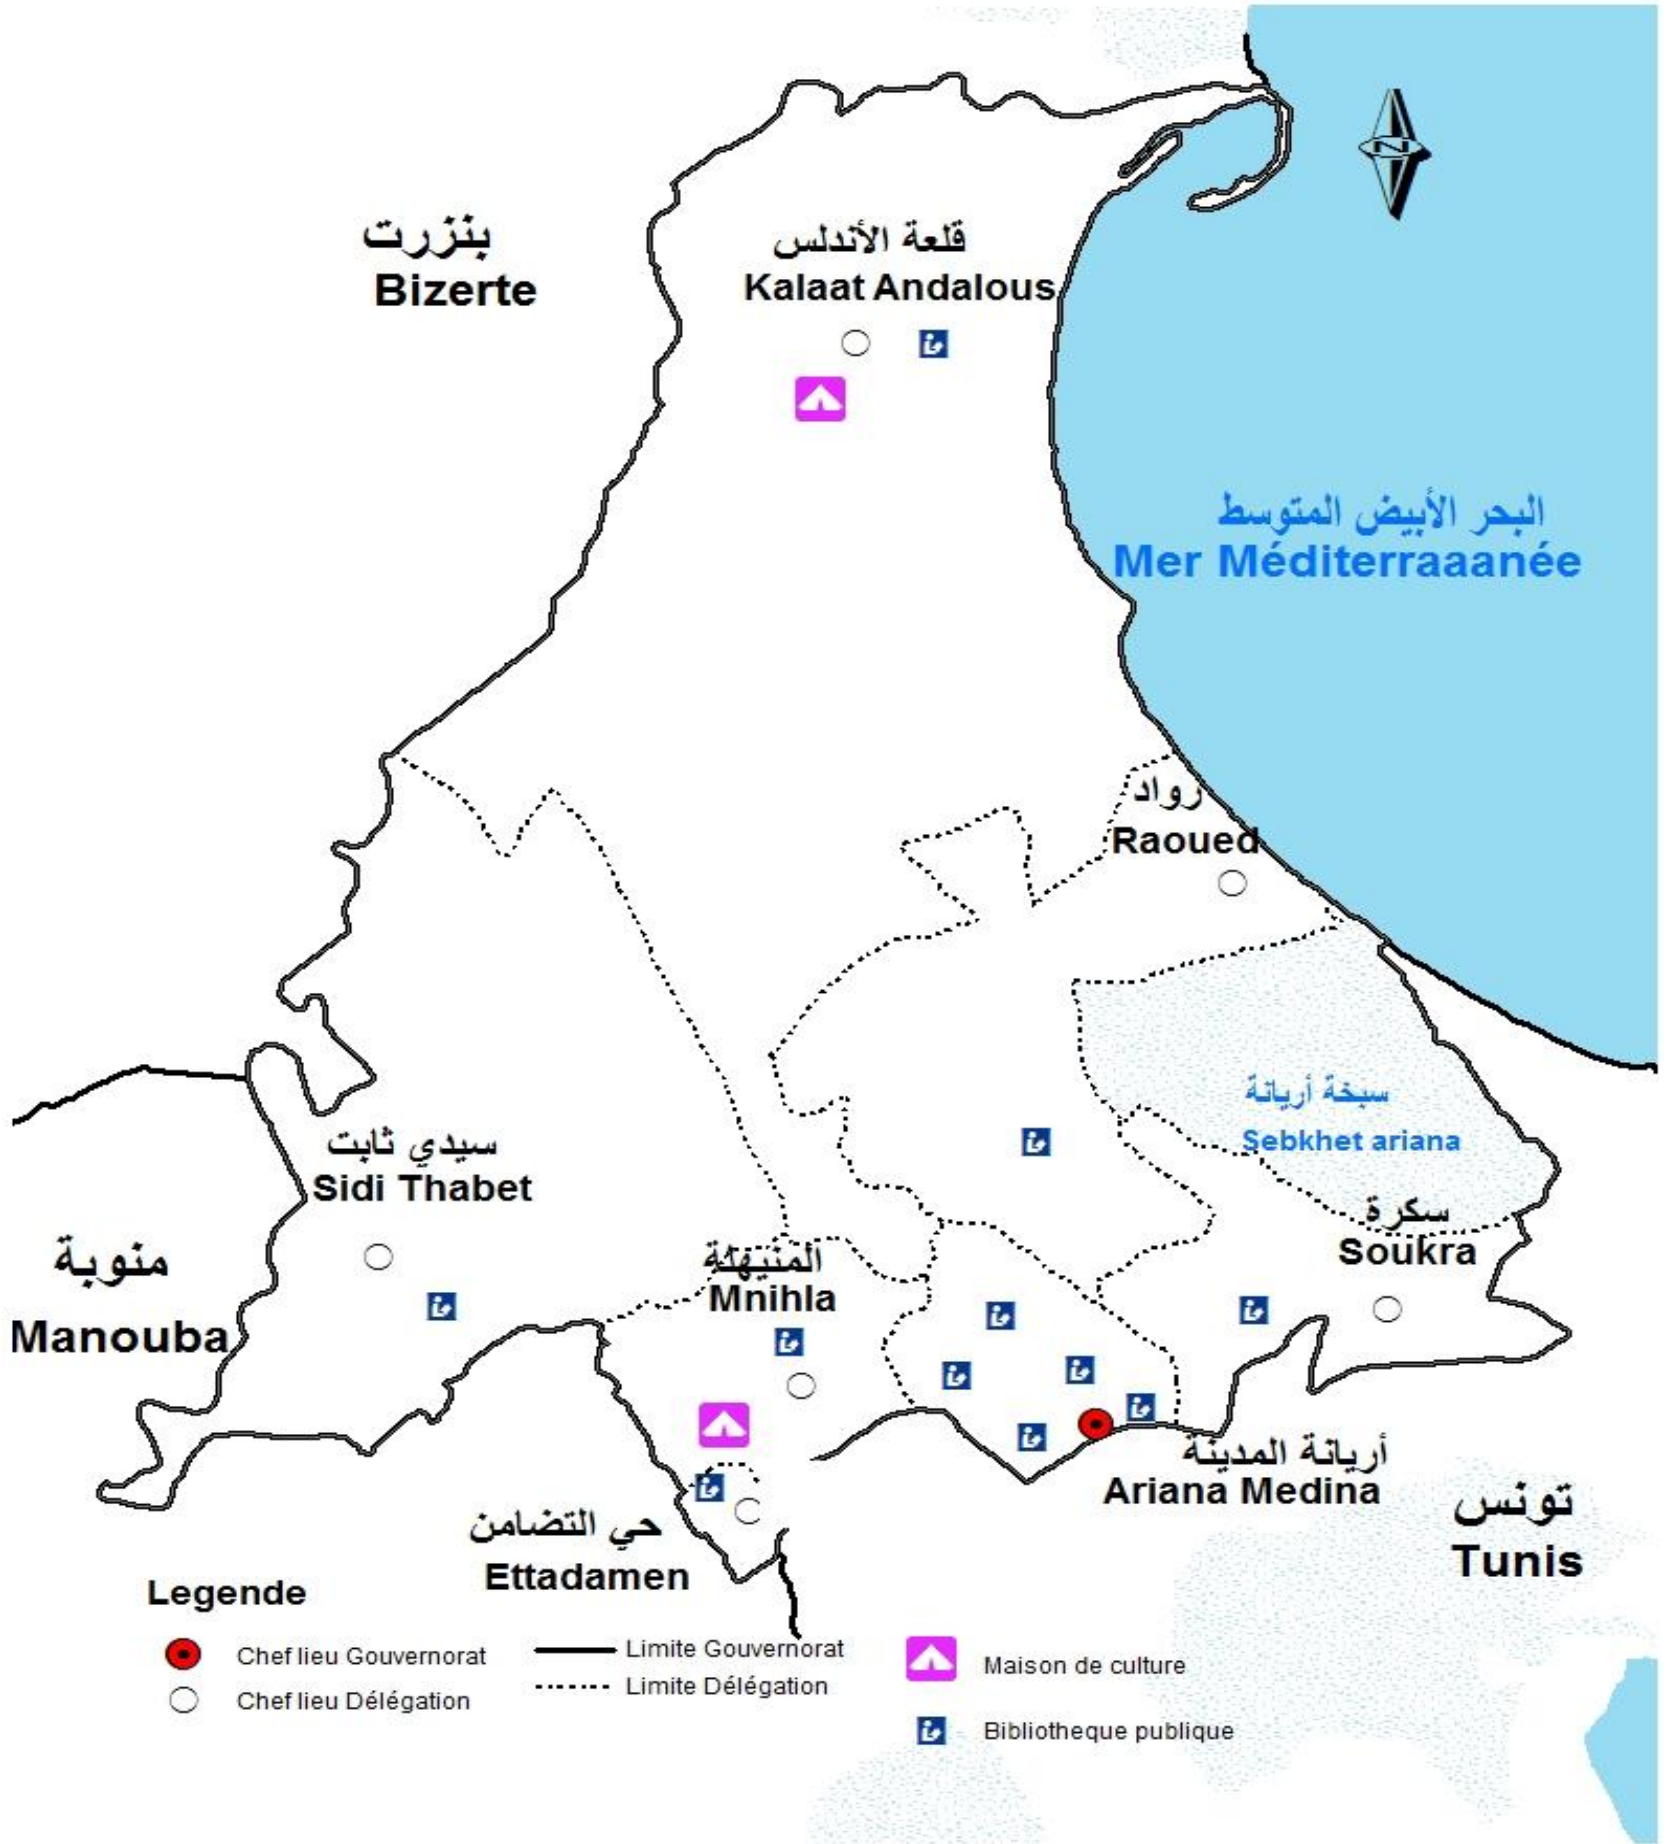 بنزرت
Bizerte
قلعة الأندلس
Kalaat Andalous
N
البحر الأبيض المتوسط
Mer Méditerraaanée
رواد
Raoued
سبخة أريانة
Sebkhet ariana
سيدي ثابت
Sidi Thabet
سكرة
Soukra
منوبة
Manouba
المنيهلة
Mnihla
أريانة المدينة
Ariana Medina
تونس
Tunis
حي التضامن
Ettadamen
Legende
Chef lieu Gouvernorat
Chef lieu Délégation
Limite Gouvernorat
Limite Délégation
Maison de culture
Bibliotheque publique